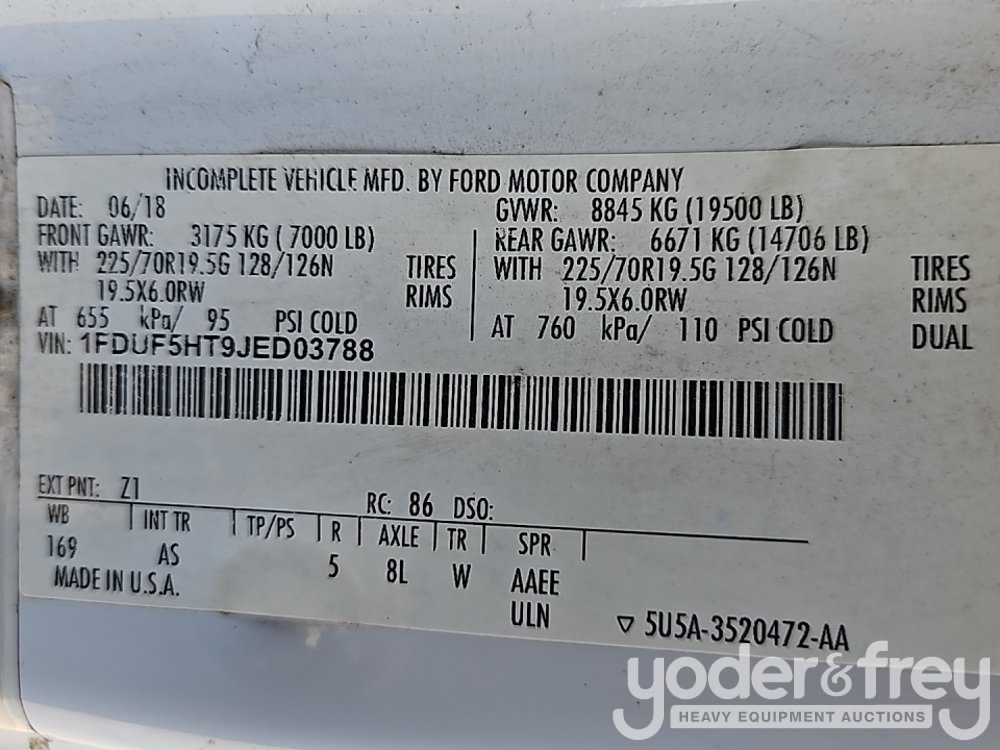 INCOMPLETE VEHICLE MFD. BY FORD MOTOR COMPANY
DATE: 06/18 GVWR: 8845 KG (19500 LB)
FRONT GAWR: 3175 KG ( 7000 LB) REAR GAWR: 6671 KG (14706 LB)
WITH 225/70R19.5G 128/126N TIRES WITH 225/70R19.5G 128/126N TIRES
19.5X6.0RW RIMS 19.5X6.0RW RIMS
AT 655 kPa/ 95 PSI COLD AT 760 kPa/ 110 PSI COLD DUAL
VIN: 1FDUF5HT9JED03788
EXT PNT: Z1 RC: 86 DSO:
WB INT TR TP/PS R AXLE TR SPR
169 AS 5 8L W AAEE
MADE IN U.S.A. ULN
5U5A-3520472-AA
yoder&frey
HEAVY EQUIPMENT AUCTIONS